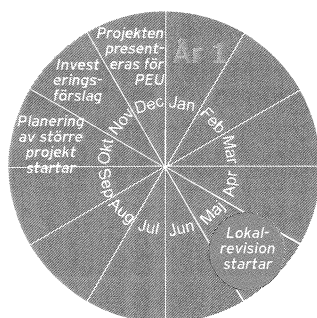 Projekten
present-
eras för
PEU
År 1
Invest
erings-
förslag
Planering
av större
projekt
startar
Jan
Feb
Mar
Apr
Maj
Jun
Jul
Aug
Sep
Okt
Nov
Dec
Lokal-
revision
startar